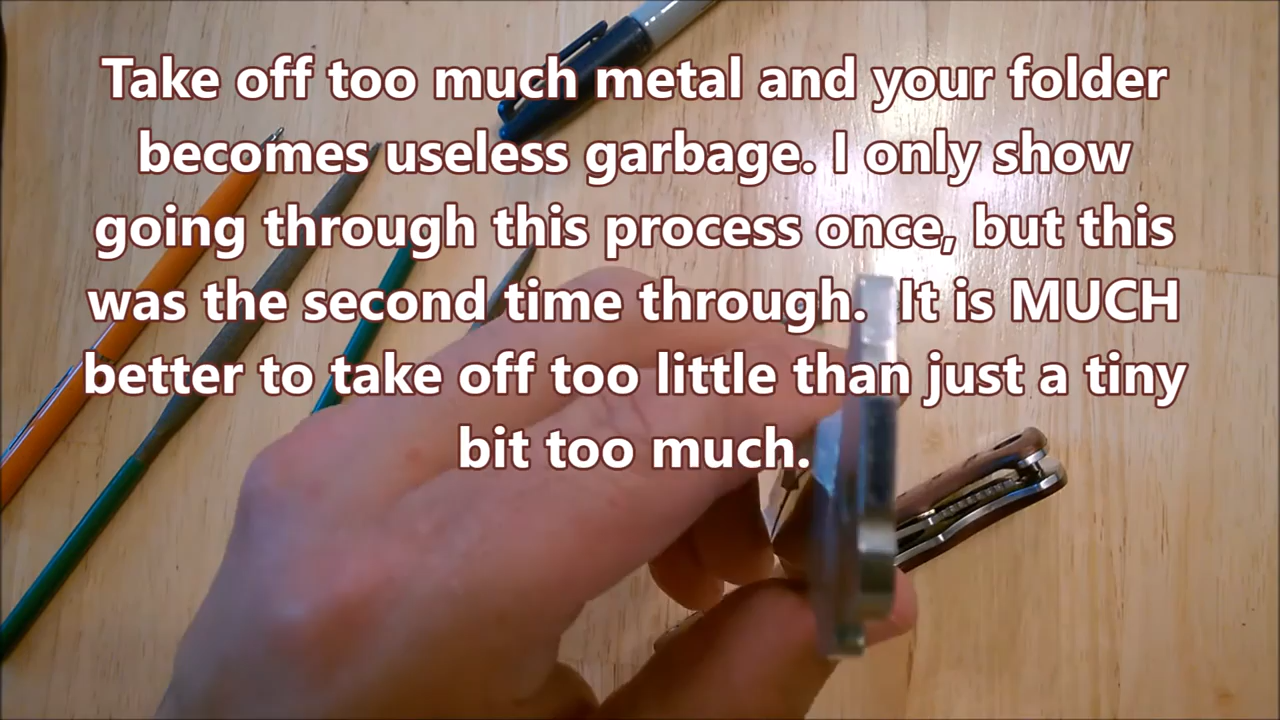 Take off too much metal and your folder
becomes useless garbage. I only show
going through this process once, but this
was the second time through.  It is MUCH
better to take off too little than just a tiny
bit too much.